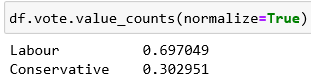 df.vote.value_counts(normalize=True)
Labour 0.697049
Conservative 0.302951